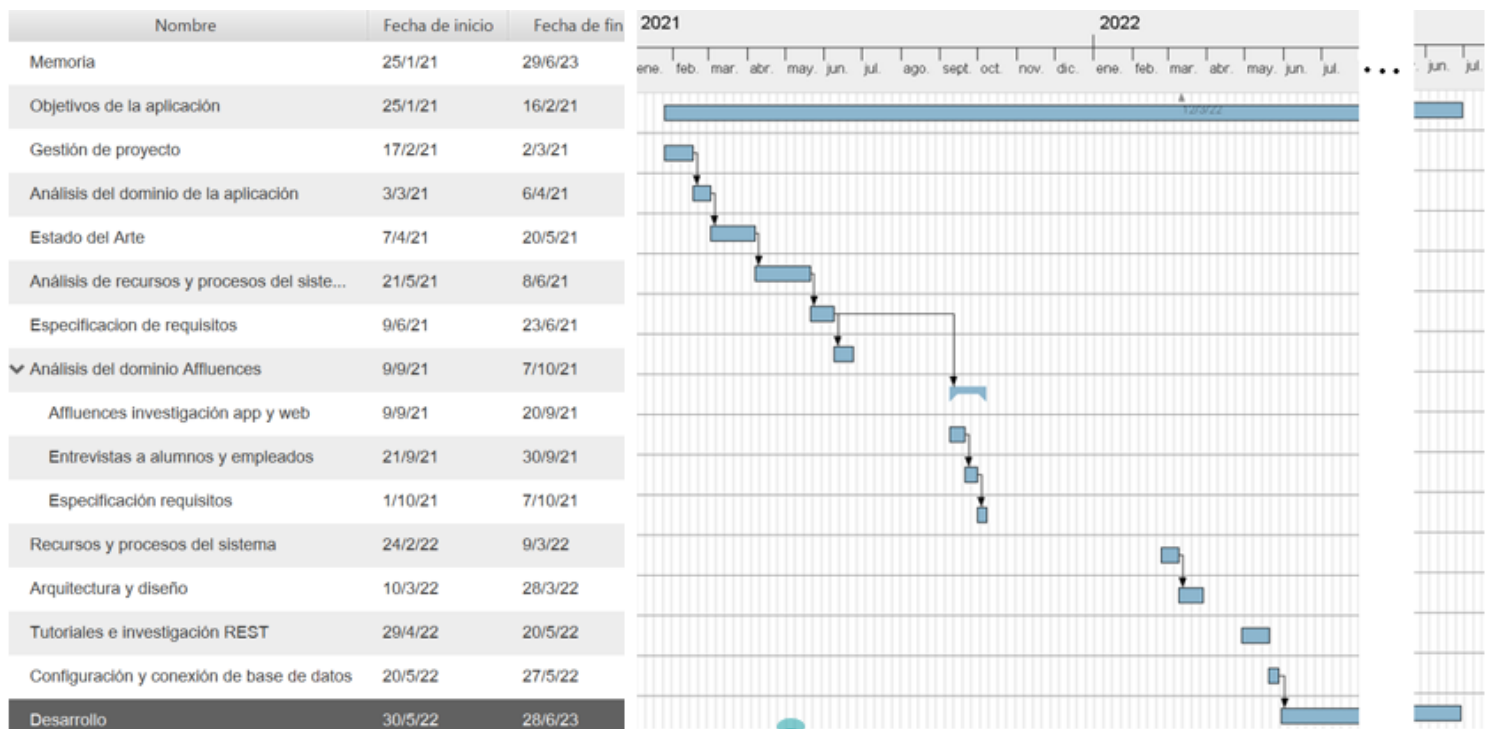 Nombre Fecha de inicio Fecha de fin
Memoria 25/1/21 29/6/23
Objetivos de la aplicación 25/1/21 16/2/21
Gestión de proyecto 17/2/21 2/3/21
Análisis del dominio de la aplicación 3/3/21 6/4/21
Estado del Arte 7/4/21 20/5/21
Análisis de recursos y procesos del siste... 21/5/21 8/6/21
Especificacion de requisitos 9/6/21 23/6/21
Análisis del dominio Affluences 9/9/21 7/10/21
Affluences investigación app y web 9/9/21 20/9/21
Entrevistas a alumnos y empleados 21/9/21 30/9/21
Especificación requisitos 1/10/21 7/10/21
Recursos y procesos del sistema 24/2/22 9/3/22
Arquitectura y diseño 10/3/22 28/3/22
Tutoriales e investigación REST 29/4/22 20/5/22
Configuración y conexión de base de datos 20/5/22 27/5/22
Desarrollo 30/5/22 28/6/23
2021 2022
ene. feb. mar. abr. may. jun. jul. ago. sept. oct. nov. dic. ene. feb. mar. abr. may. jun. jul. ... jun. jul.
12/3/22